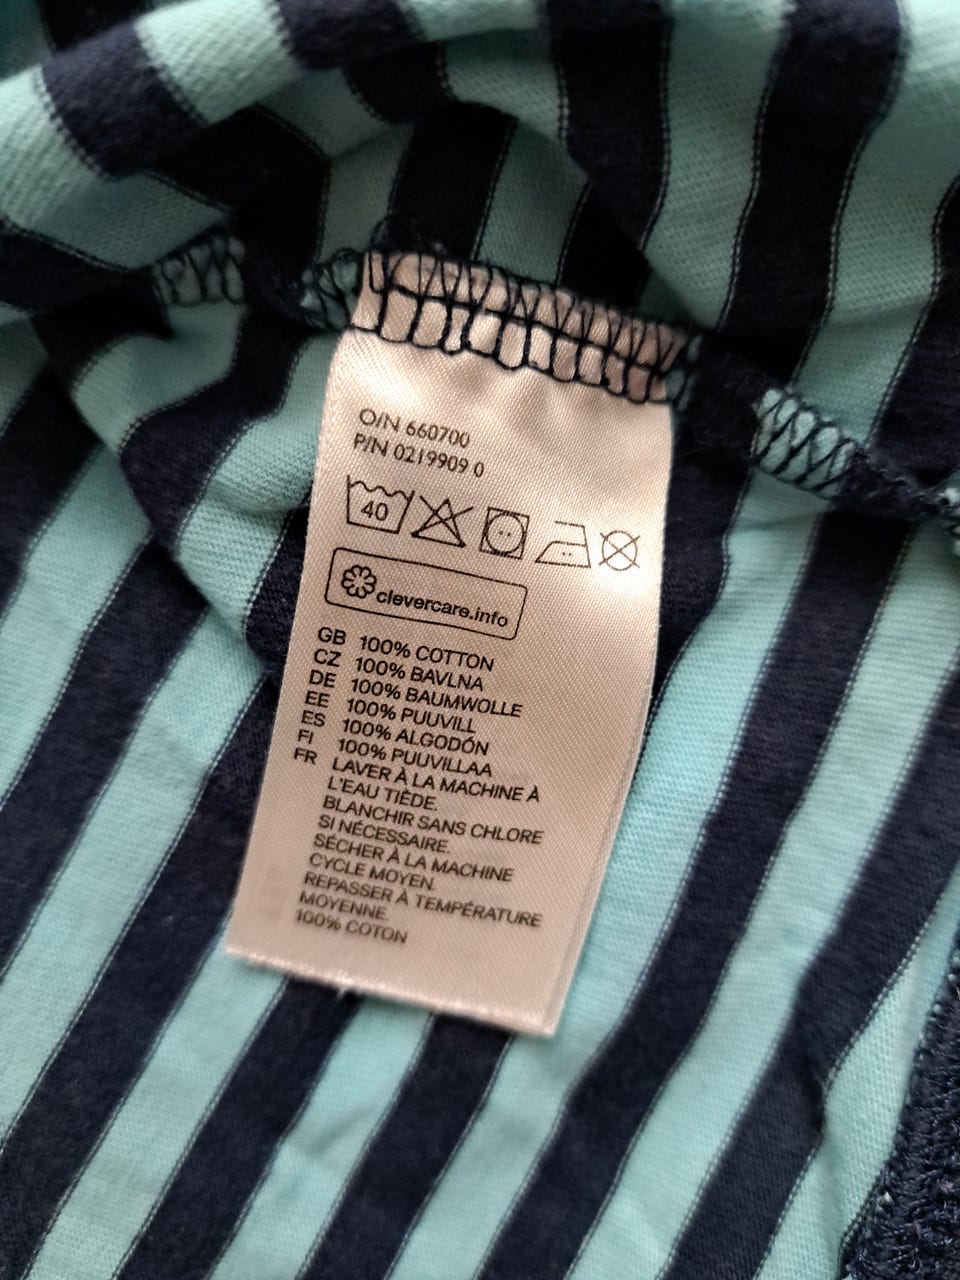 O/N 660700
P/N 0219909 0
40
clevercare.info
GB 100% COTTON
CZ 100% BAVLNA
DE 100% BAUMWOLLE
EE 100% PUUVILL
ES 100% ALGODÓN
FI 100% PUUVILLAA
FR LAVER À LA MACHINE À
L'EAU TIÈDE.
BLANCHIR SANS CHLORE
SI NÉCESSAIRE.
SÉCHER À LA MACHINE
CYCLE MOYEN.
REPASSER À TEMPÉRATURE
MOYENNE.
100% COTON